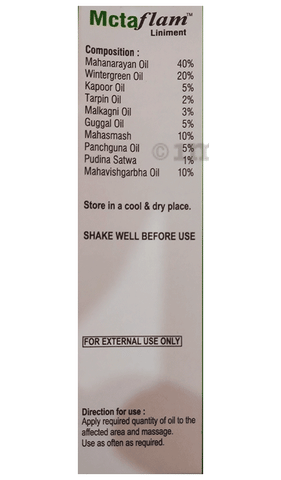 Mctaflam™
Liniment
Composition :
Mahanarayan Oil 40%
Wintergreen Oil 20%
Kapoor Oil 5%
Tarpin Oil 2%
Malkagni Oil 3%
Guggal Oil 5%
Mahasmash 10%
Panchguna Oil 5%
Pudina Satwa 1%
Mahavishgarbha Oil 10%
Store in a cool & dry place.
SHAKE WELL BEFORE USE
FOR EXTERNAL USE ONLY
Direction for use :
Apply required quantity of oil to the
affected area and massage.
Use as often as required.